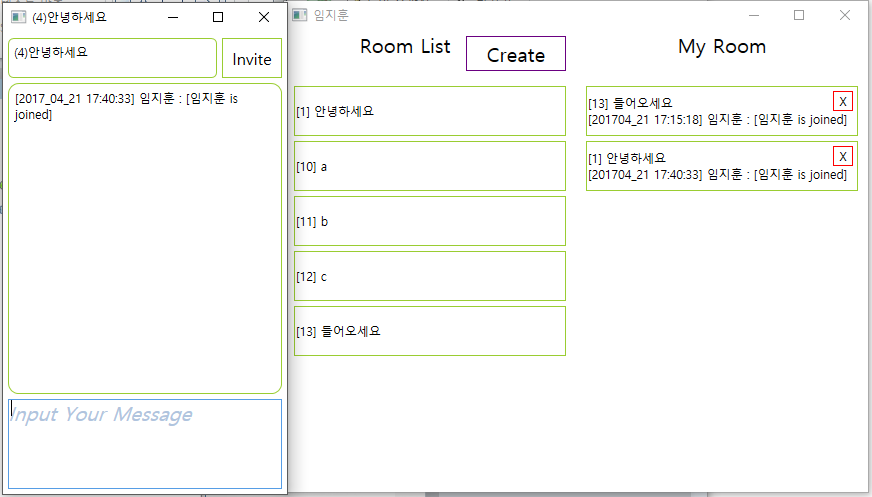 (4)안녕하세요
(4)안녕하세요
Invite
[2017_04_21 17:40:33] 임지훈 : [임지훈 is
joined]
Input Your Message
임지훈
Room List
Create
[1] 안녕하세요
[10] a
[11] b
[12] c
[13] 들어오세요
My Room
[13] 들어오세요
X
[201704_21 17:15:18] 임지훈 : [임지훈 is joined]
[1] 안녕하세요
X
[201704_21 17:40:33] 임지훈 : [임지훈 is joined]